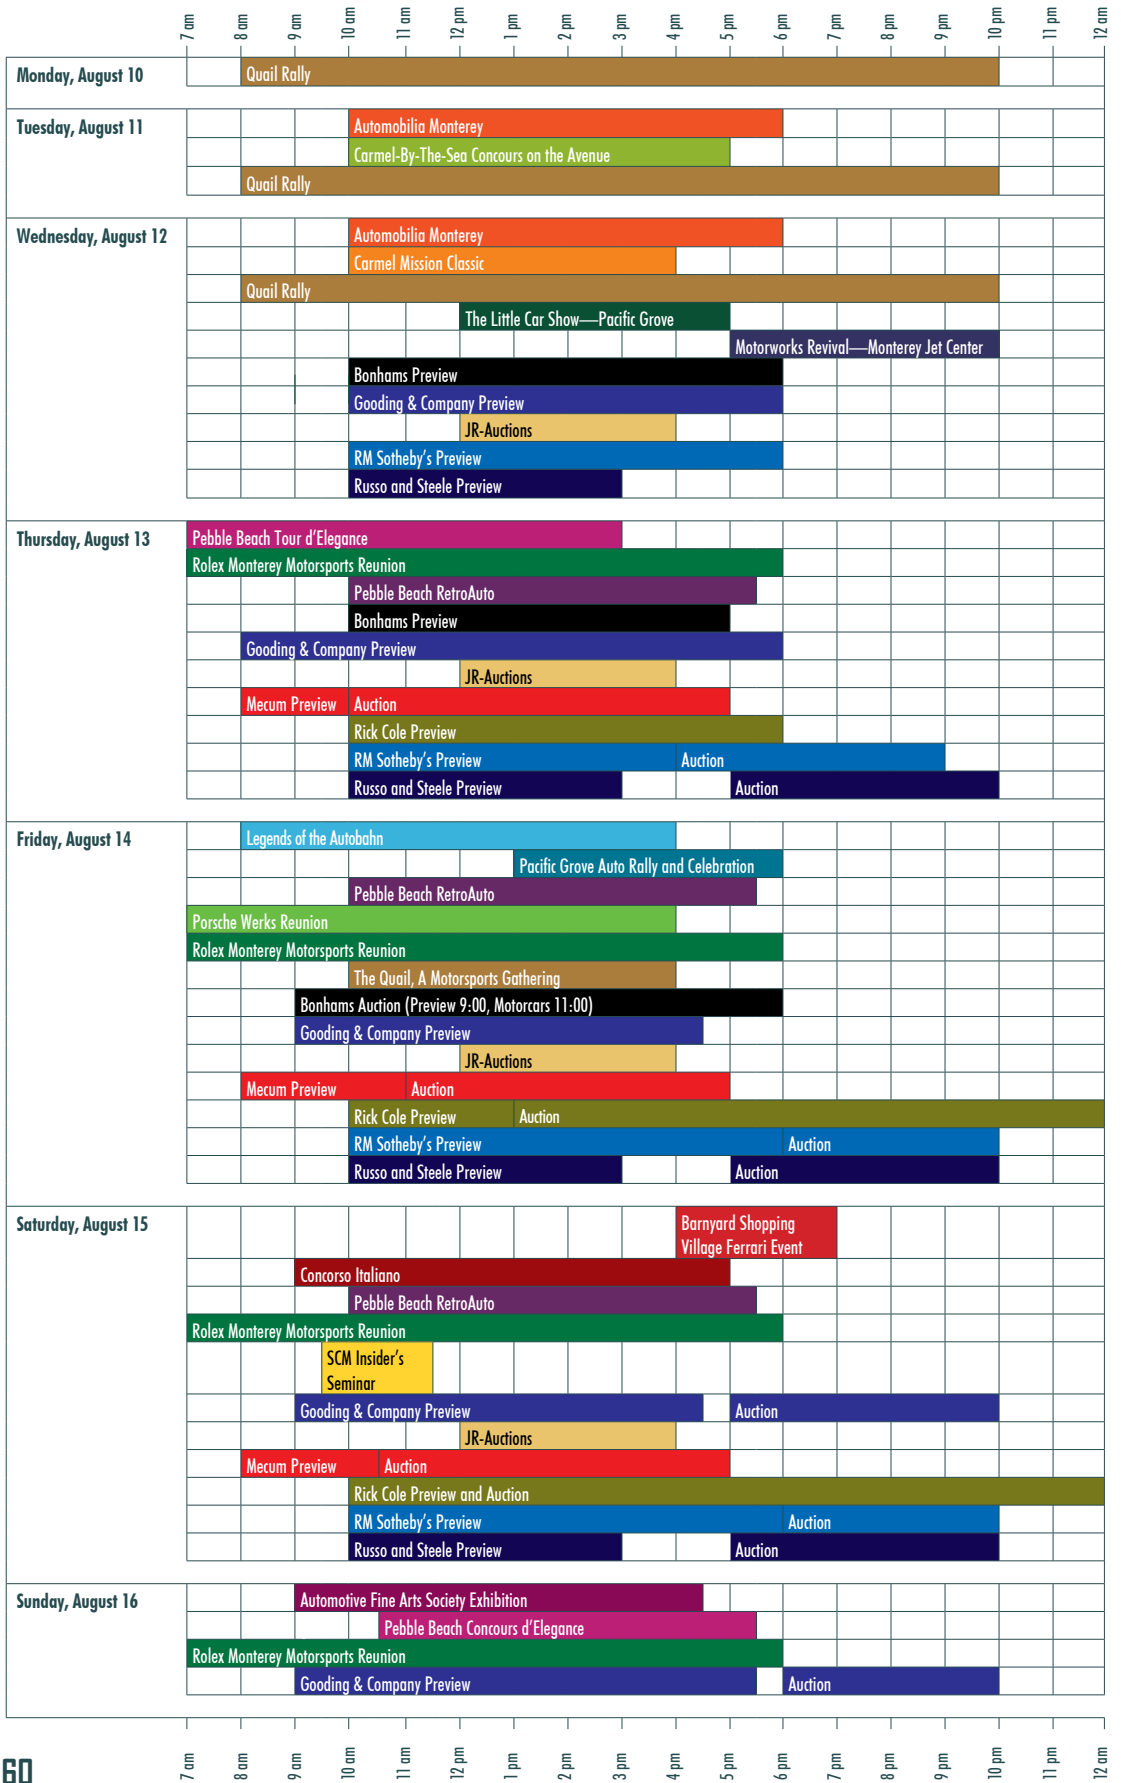 7 am
8 am
9 am
10 am
11 am
12 pm
1 pm
2 pm
3 pm
4 pm
5 pm
6 pm
7 pm
8 pm
9 pm
10 pm
11 pm
12 am
Monday, August 10
Quail Rally
Tuesday, August 11
Automobilia Monterey
Carmel-By-The-Sea Concours on the Avenue
Quail Rally
Wednesday, August 12
Automobilia Monterey
Carmel Mission Classic
Quail Rally
The Little Car Show—Pacific Grove
Motorworks Revival—Monterey Jet Center
Bonhams Preview
Gooding & Company Preview
JR-Auctions
RM Sotheby's Preview
Russo and Steele Preview
Thursday, August 13
Pebble Beach Tour d'Elegance
Rolex Monterey Motorsports Reunion
Pebble Beach RetroAuto
Bonhams Preview
Gooding & Company Preview
JR-Auctions
Mecum Preview Auction
Rick Cole Preview
RM Sotheby's Preview Auction
Russo and Steele Preview Auction
Friday, August 14
Legends of the Autobahn
Pacific Grove Auto Rally and Celebration
Pebble Beach RetroAuto
Porsche Werks Reunion
Rolex Monterey Motorsports Reunion
The Quail, A Motorsports Gathering
Bonhams Auction (Preview 9:00, Motorcars 11:00)
Gooding & Company Preview
JR-Auctions
Mecum Preview Auction
Rick Cole Preview Auction
RM Sotheby's Preview Auction
Russo and Steele Preview Auction
Saturday, August 15
Barnyard Shopping
Village Ferrari Event
Concorso Italiano
Pebble Beach RetroAuto
Rolex Monterey Motorsports Reunion
SCM Insider's
Seminar
Gooding & Company Preview Auction
JR-Auctions
Mecum Preview Auction
Rick Cole Preview and Auction
RM Sotheby's Preview Auction
Russo and Steele Preview Auction
Sunday, August 16
Automotive Fine Arts Society Exhibition
Pebble Beach Concours d'Elegance
Rolex Monterey Motorsports Reunion
Gooding & Company Preview Auction
7 am
8 am
9 am
10 am
11 am
12 pm
1 pm
2 pm
3 pm
4 pm
5 pm
6 pm
7 pm
8 pm
9 pm
10 pm
11 pm
12 am
60